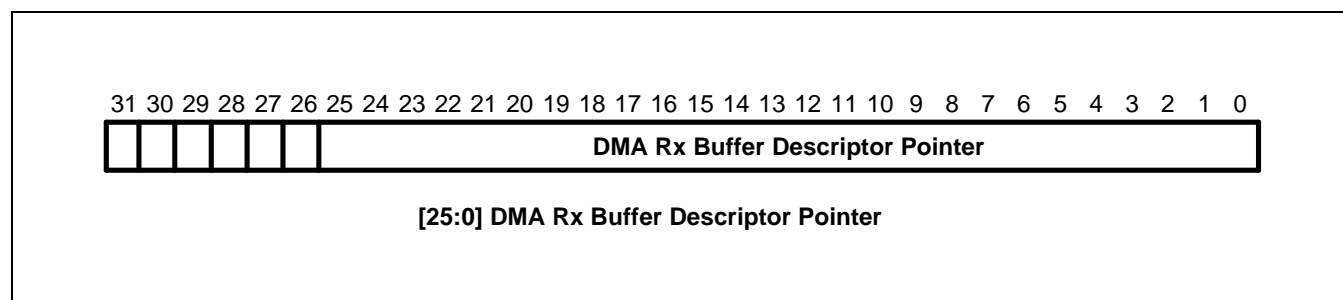 31 30 29 28 27 26 25 24 23 22 21 20 19 18 17 16 15 14 13 12 11 10 9 8 7 6 5 4 3 2 1 0
DMA Rx Buffer Descriptor Pointer
[25:0] DMA Rx Buffer Descriptor Pointer